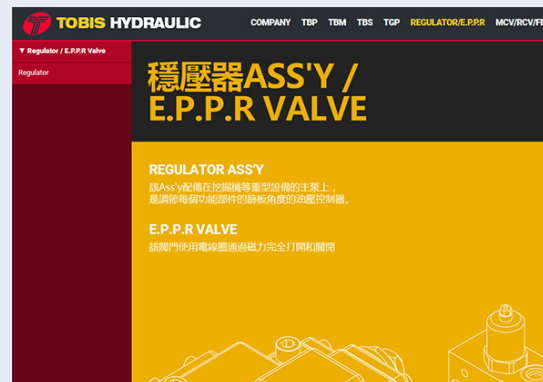 TOBIS HYDRAULIC
COMPANY TBP TBM TBS TGP REGULATOR/E.P.P.R MCV/RCV/FE
▼ Regulator / E.P.P.R Valve
Regulator
穩壓器ASS'Y /
E.P.P.R VALVE
REGULATOR ASS'Y
該Ass'y配備在挖掘機等重型設備的主泵上，
是調節每個功能部件的篩板角度的油壓控制器。
E.P.P.R VALVE
該閥門使用電線圈通過磁力完全打開和關閉